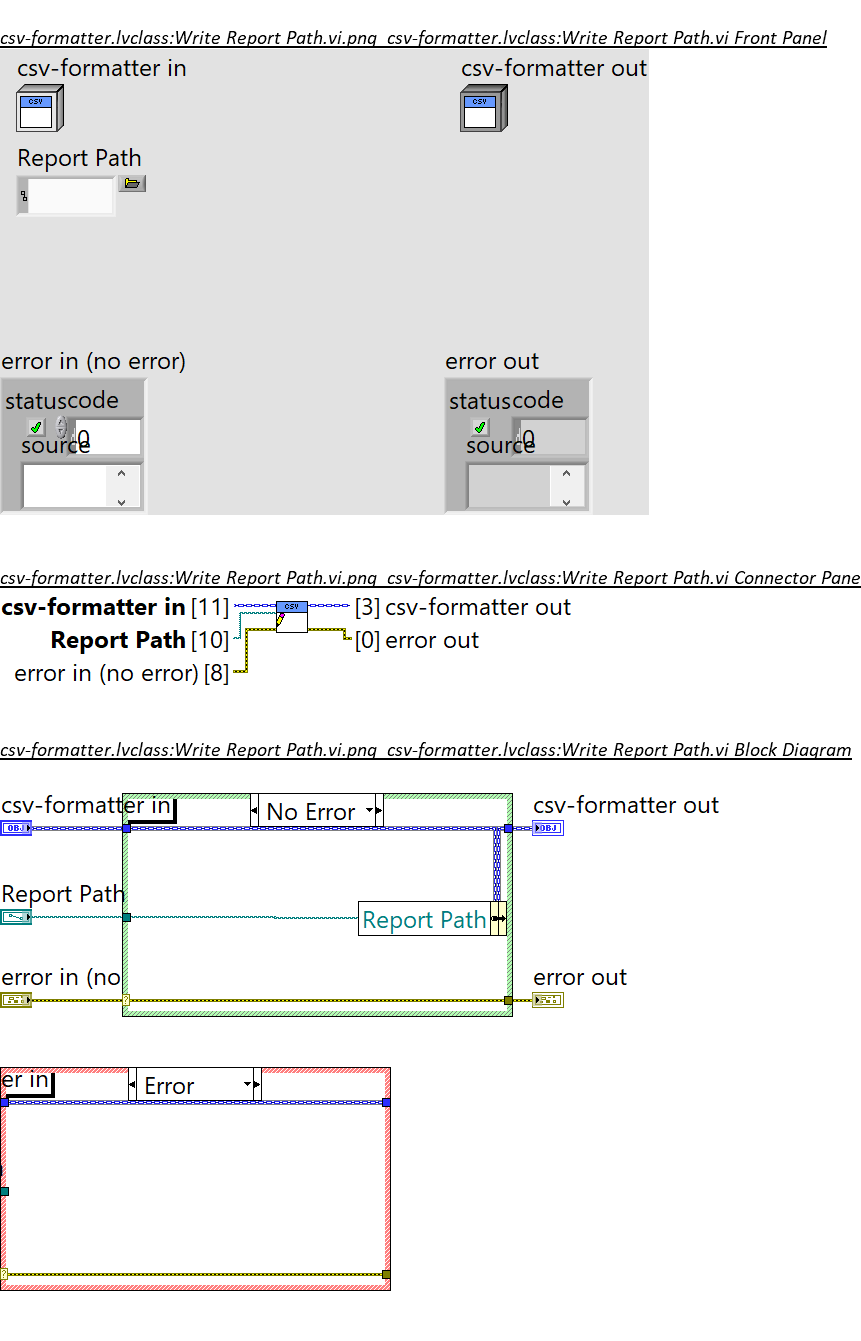 csv-formatter.lvclass:Write Report Path.vi.png csv-formatter.lvclass:Write Report Path.vi Front Panel
csv-formatter in
csv-formatter out
CSV
CSV
Report Path
error in (no error)
error out
status code
status code
0
0
source
source
csv-formatter.lvclass:Write Report Path.vi.png csv-formatter.lvclass:Write Report Path.vi Connector Pane
csv-formatter in [11]
CSV
[3] csv-formatter out
Report Path [10]
[0] error out
error in (no error) [8]
csv-formatter.lvclass:Write Report Path.vi.png csv-formatter.lvclass:Write Report Path.vi Block Diagram
csv-formatter in
No Error
csv-formatter out
OBJ
OBJ
Report Path
Report Path
error in (no
error out
?
er in
Error
?